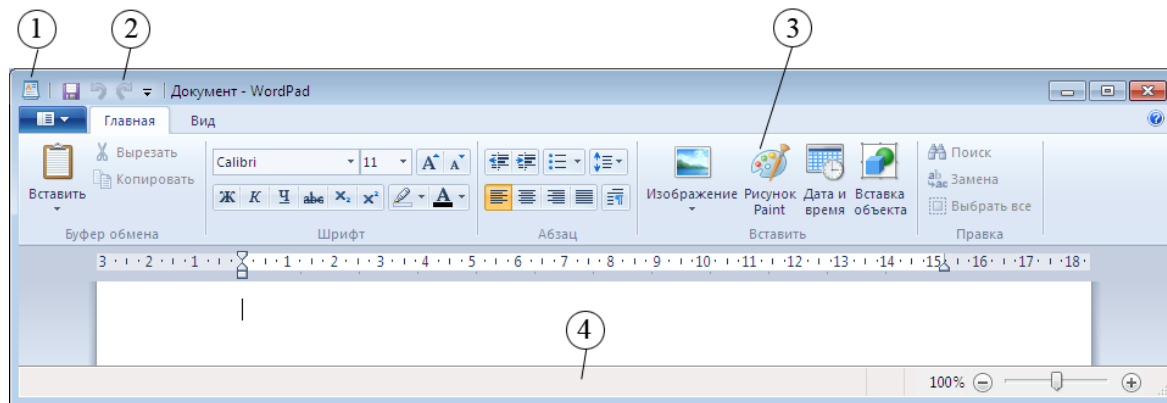 1 2 3
Документ - WordPad
Главная Вид
Вставить
Вырезать
Копировать
Буфер обмена
Calibri 11 A A
Ж К Ч abc X₂ X²  A
Шрифт
Абзац
Изображение
Рисунок
Paint
Дата и
время
Вставка
объекта
Вставить
Поиск
Замена
Выбрать все
Правка
3 2 1 1 2 3 4 5 6 7 8 9 10 11 12 13 14 15 16 17 18
4
100%